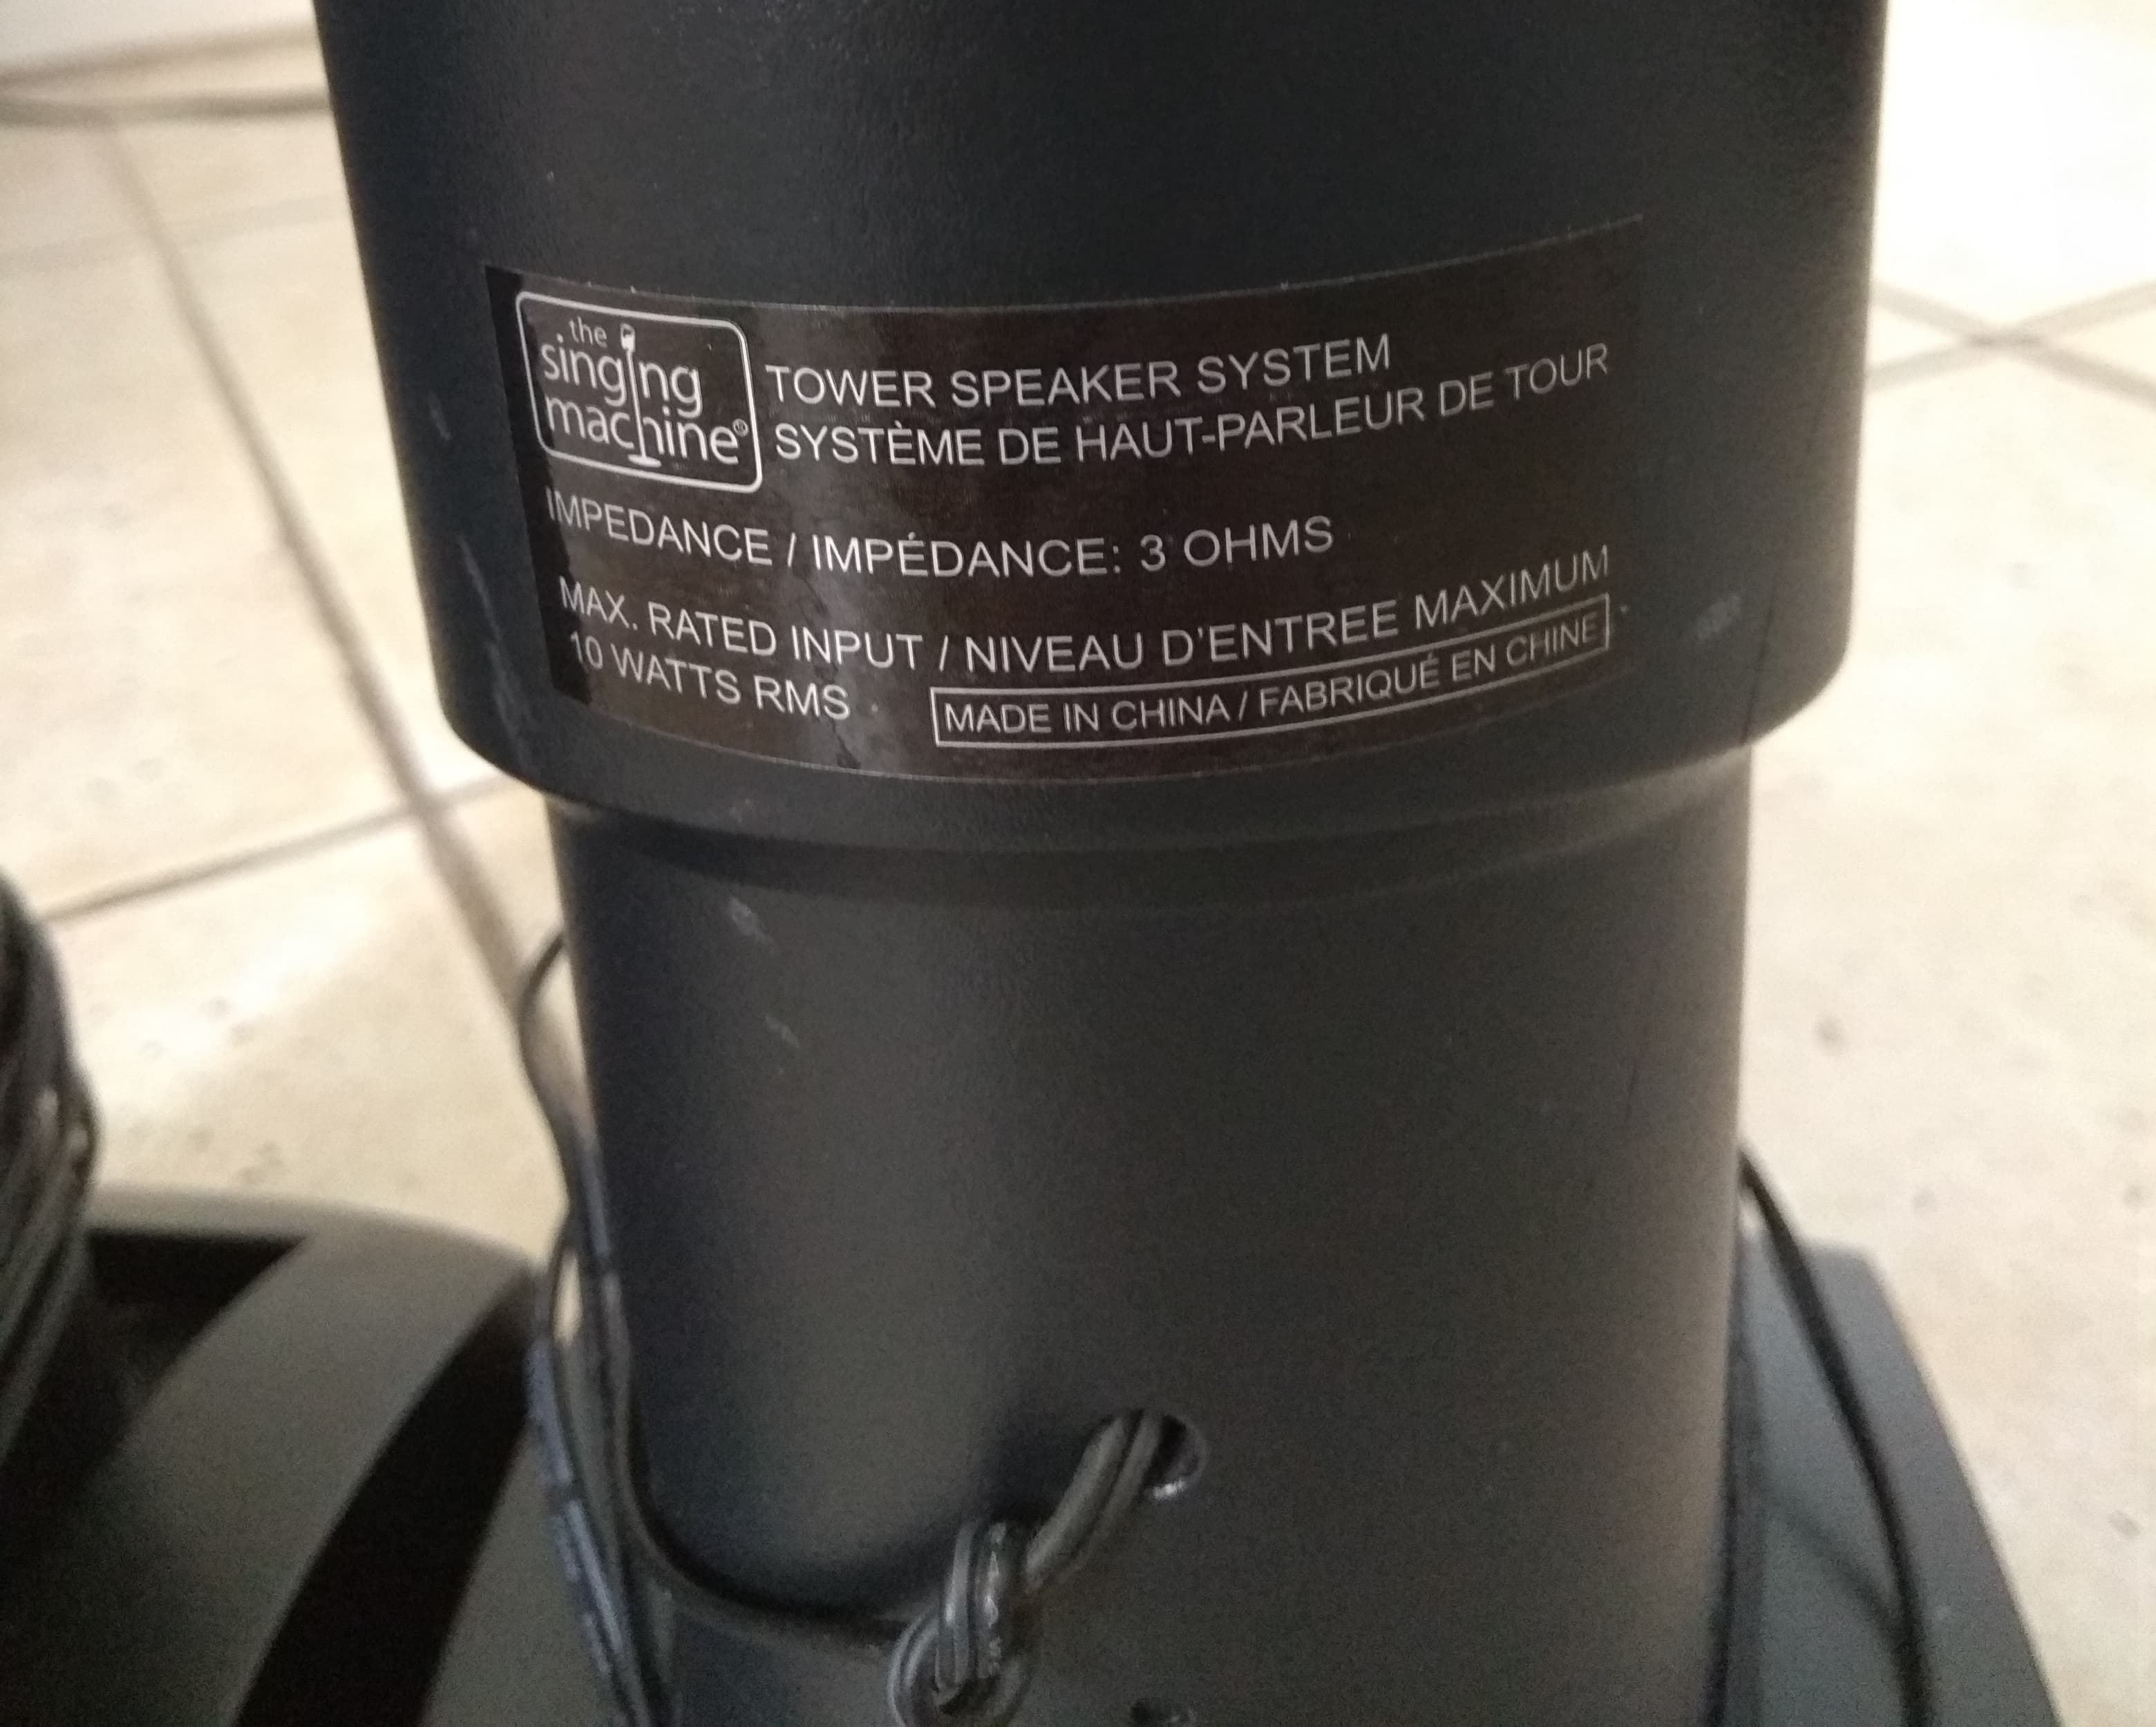 the
singing
machine®
TOWER SPEAKER SYSTEM
SYSTÈME DE HAUT-PARLEUR DE TOUR
IMPEDANCE / IMPÉDANCE: 3 OHMS
MAX. RATED INPUT / NIVEAU D'ENTREE MAXIMUM
10 WATTS RMS
MADE IN CHINA / FABRIQUÉ EN CHINE